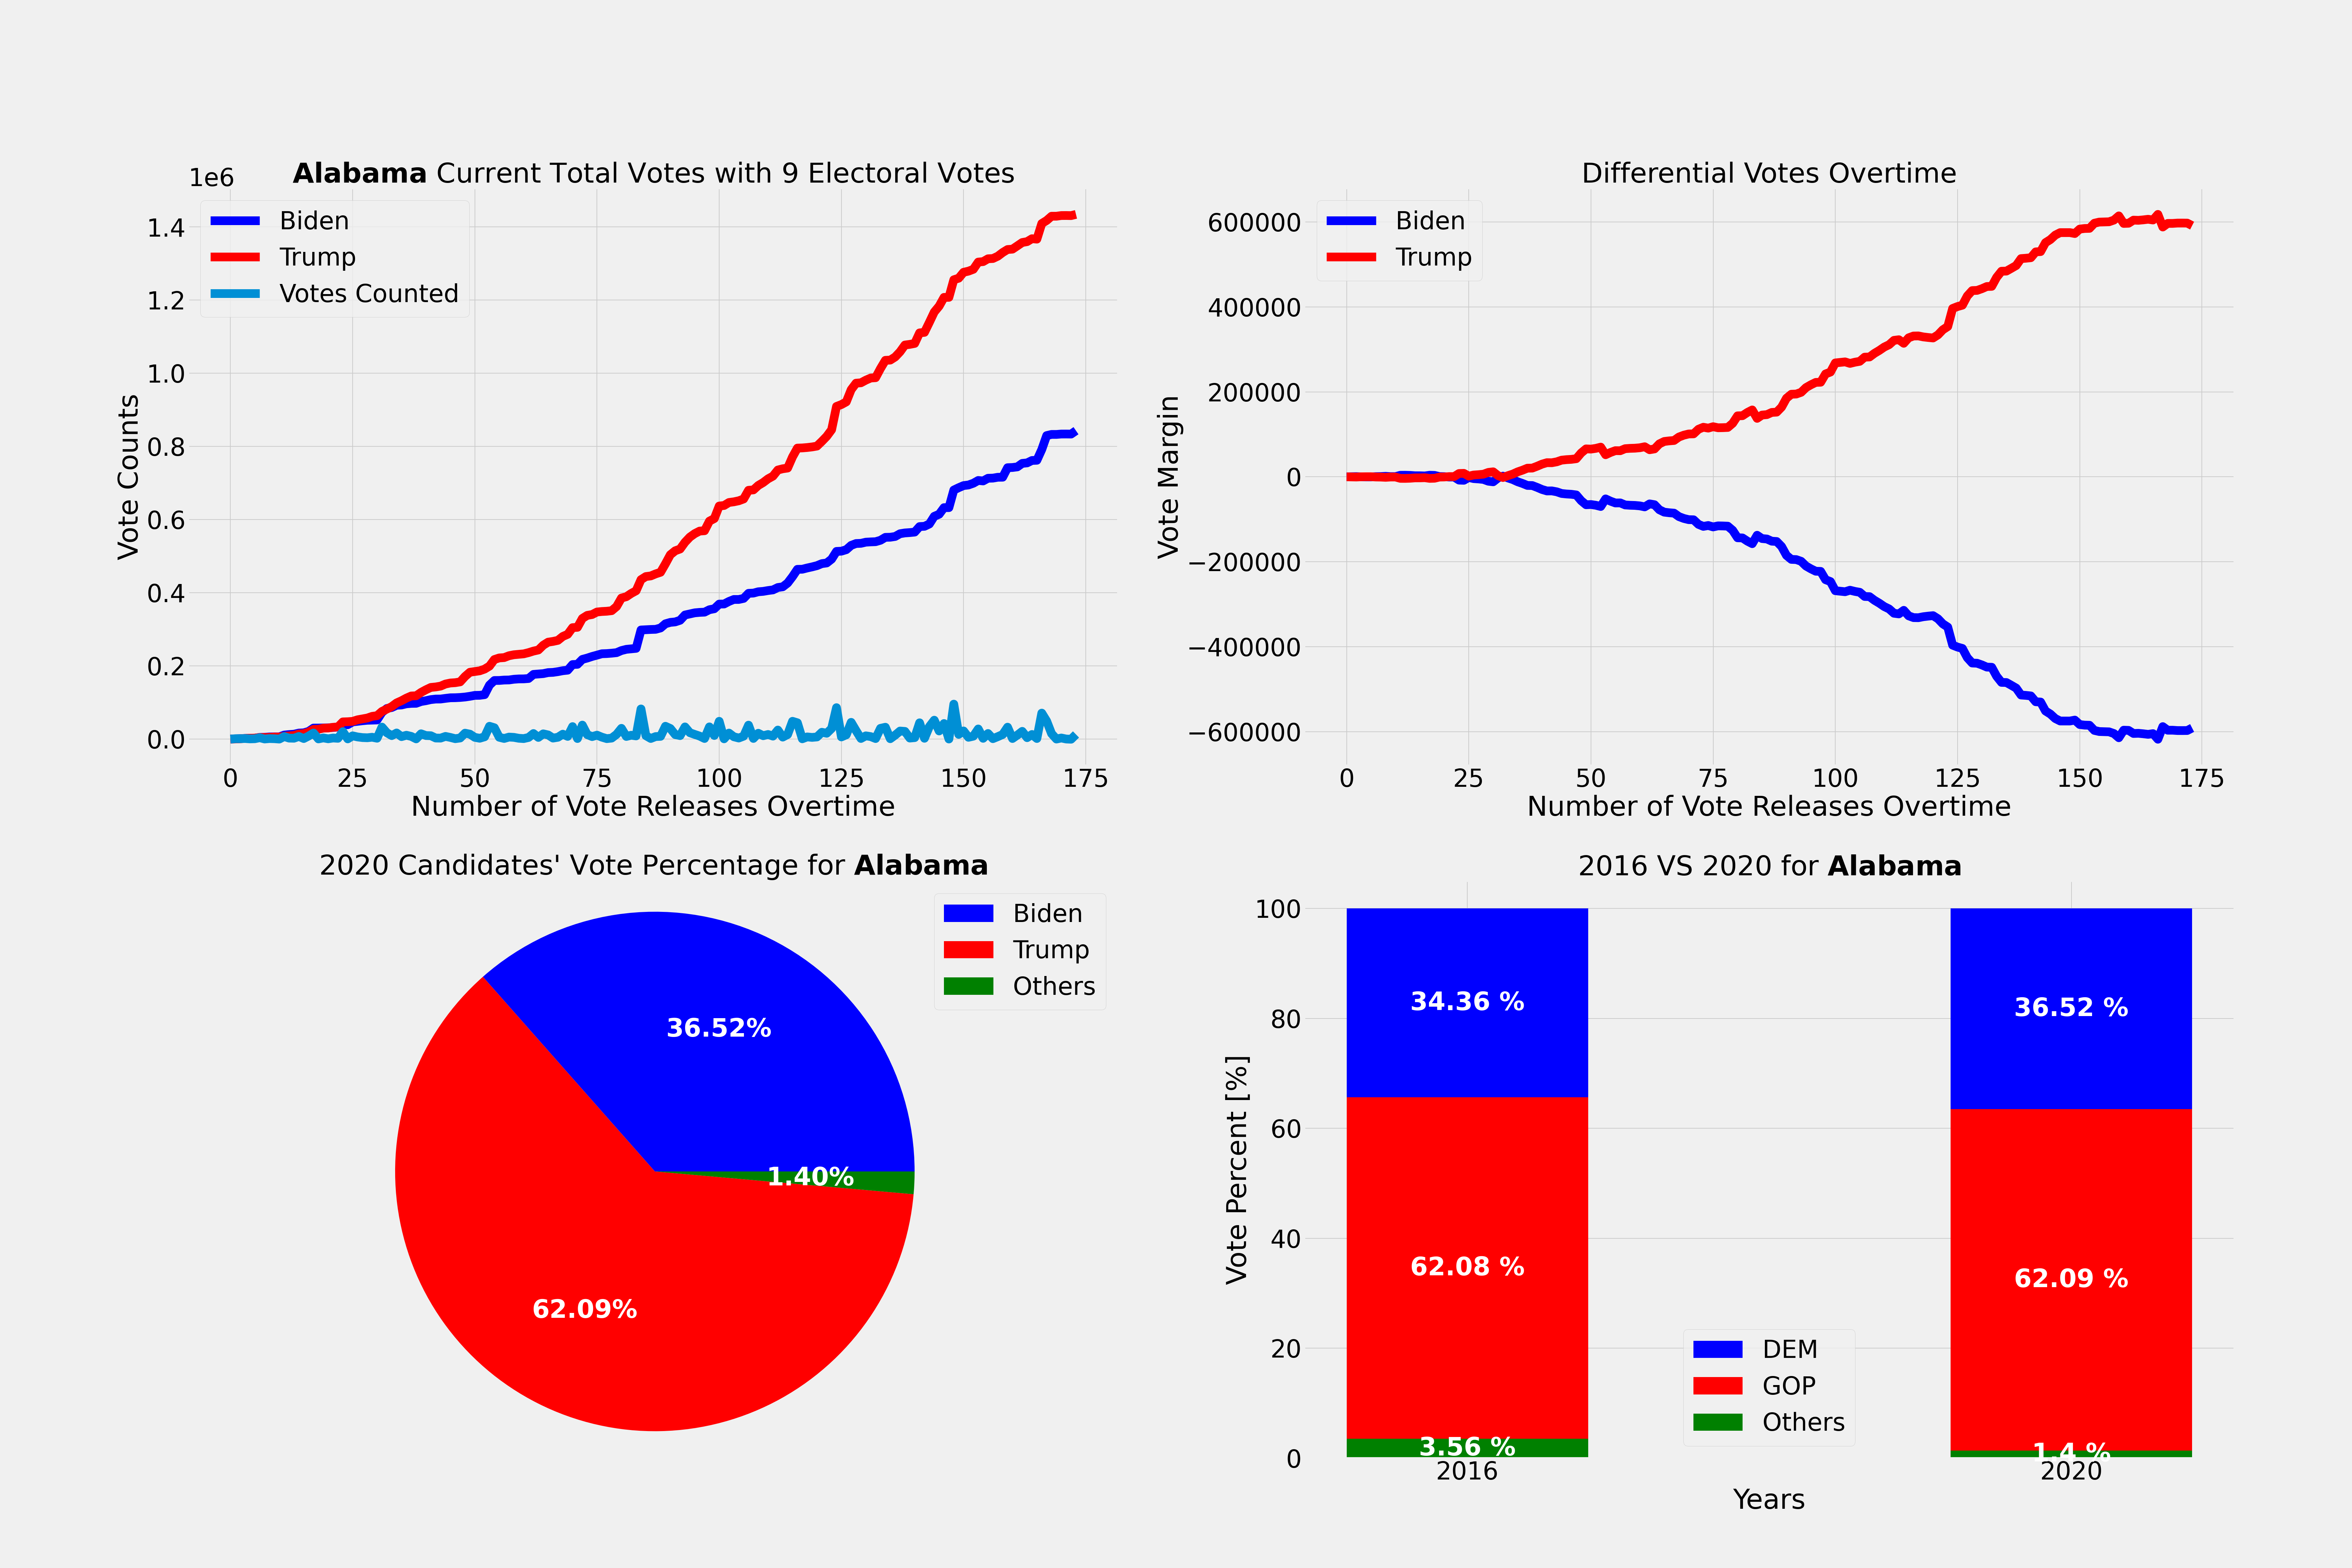 Alabama Current Total Votes with 9 Electoral Votes
1e6
Vote Counts
1.4
1.2
1.0
0.8
0.6
0.4
0.2
0.0
Biden
Trump
Votes Counted
0 25 50 75 100 125 150 175
Number of Vote Releases Overtime
Differential Votes Overtime
Vote Margin
600000
400000
200000
0
−200000
−400000
−600000
Biden
Trump
0 25 50 75 100 125 150 175
Number of Vote Releases Overtime
2020 Candidates' Vote Percentage for Alabama
Biden
Trump
Others
36.52%
1.40%
62.09%
2016 VS 2020 for Alabama
Vote Percent [%]
100
80
60
40
20
0
34.36 %
36.52 %
62.08 %
62.09 %
3.56 %
1.4 %
DEM
GOP
Others
2016 2020
Years